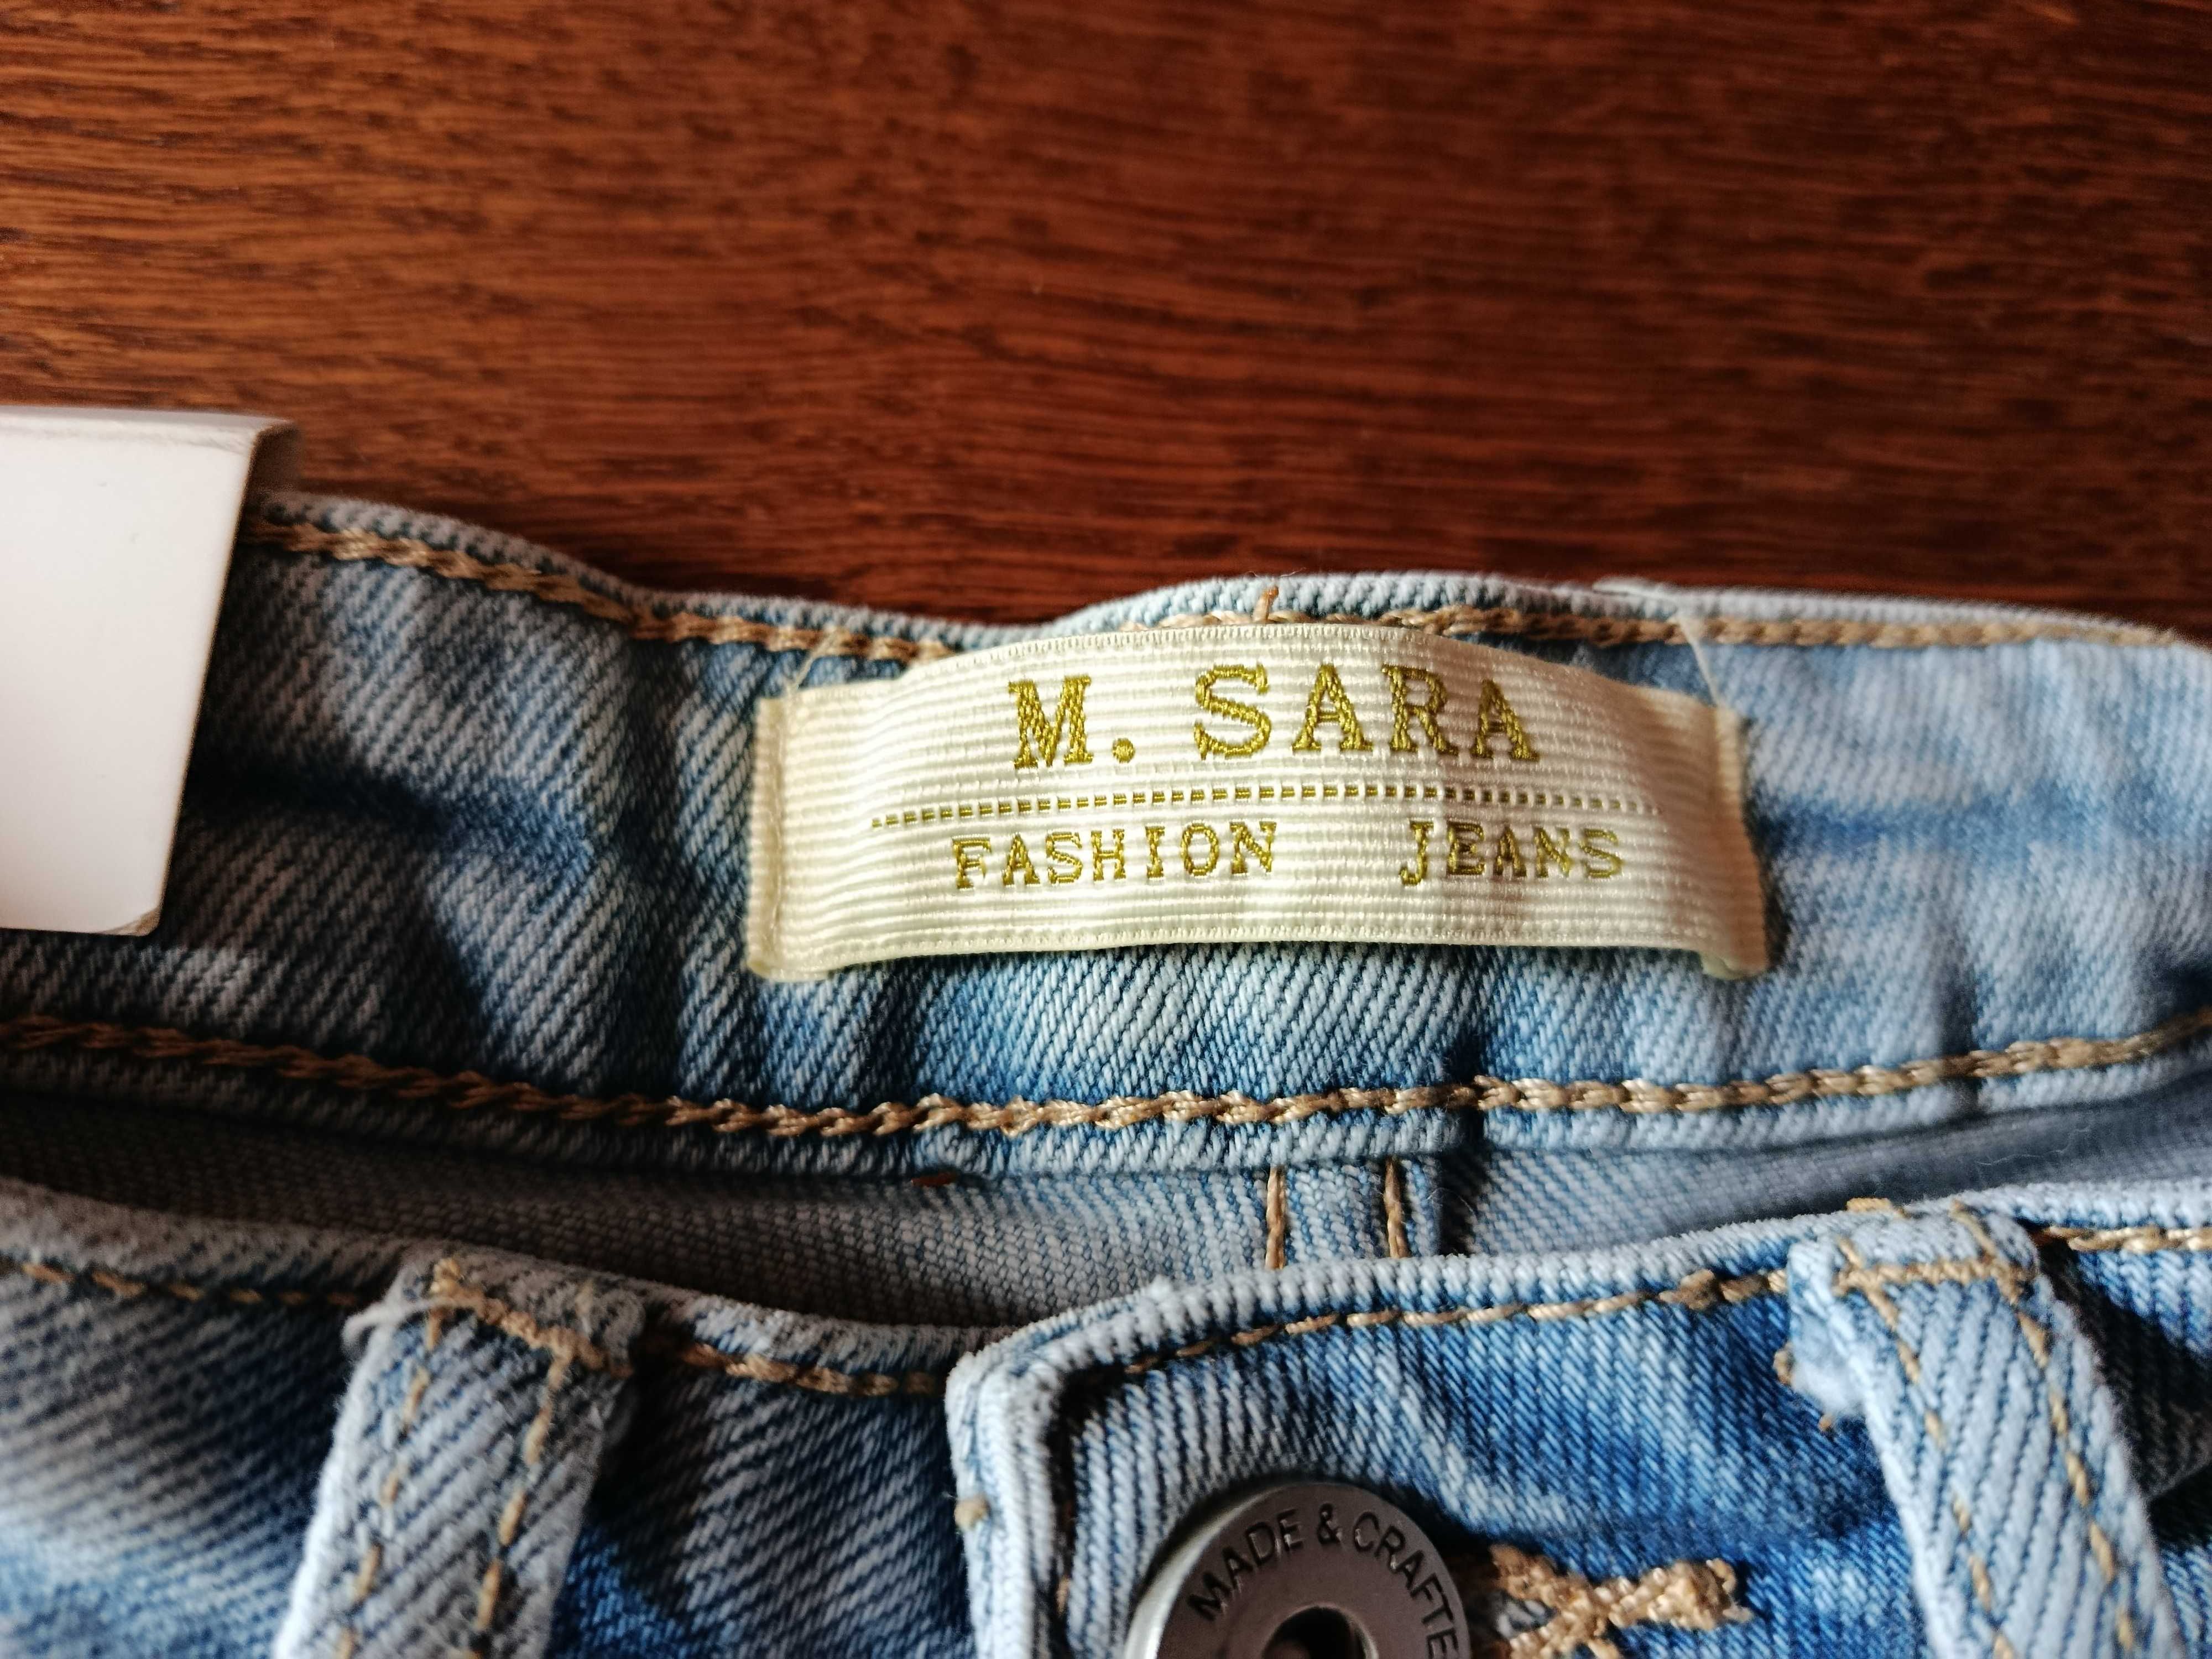 M. SARA
FASHION JEANS
MADE & CRAFTE